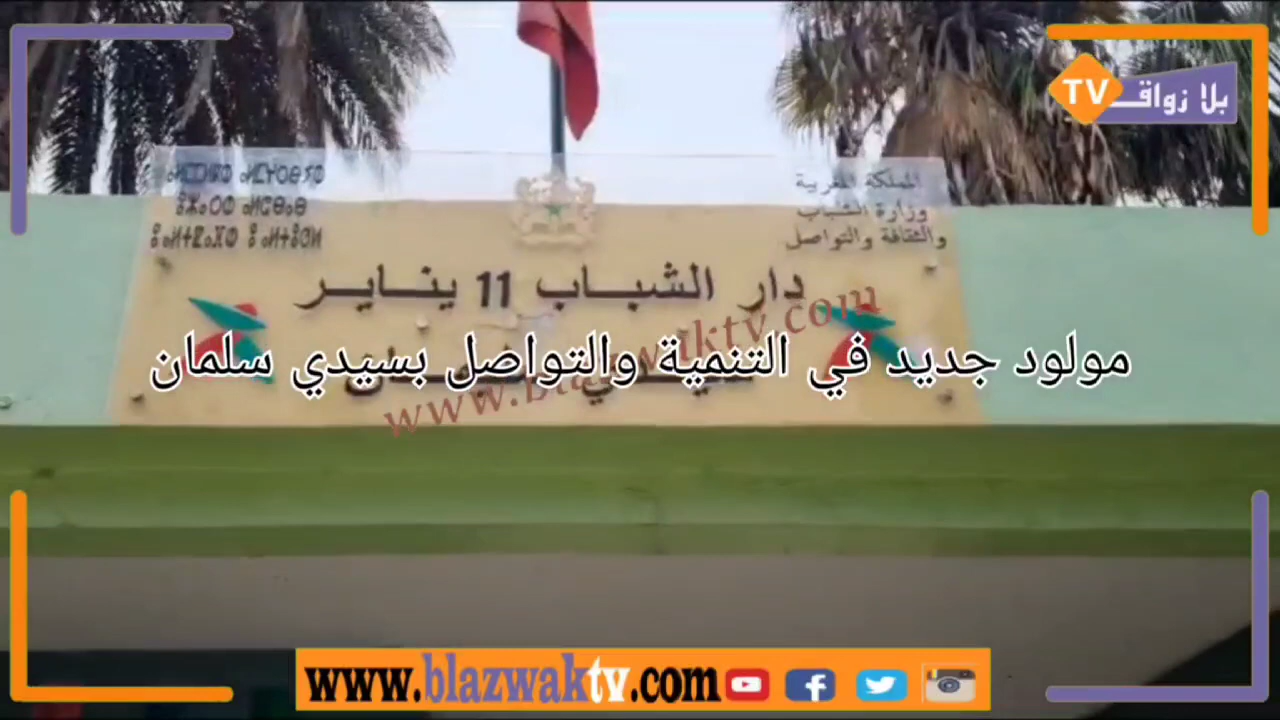 بلا زواق TV
المملكة المغربية
وزارة الشباب
والثقافة والتواصل
دار الشباب 11 يناير
مولود جديد في التنمية والتواصل بسيدي سلمان
www.blazwaktv.com
www.blazwaktv.com